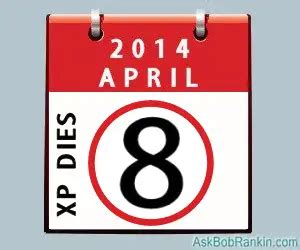 2014
APRIL
XP DIES
8
AskBobRankin.com